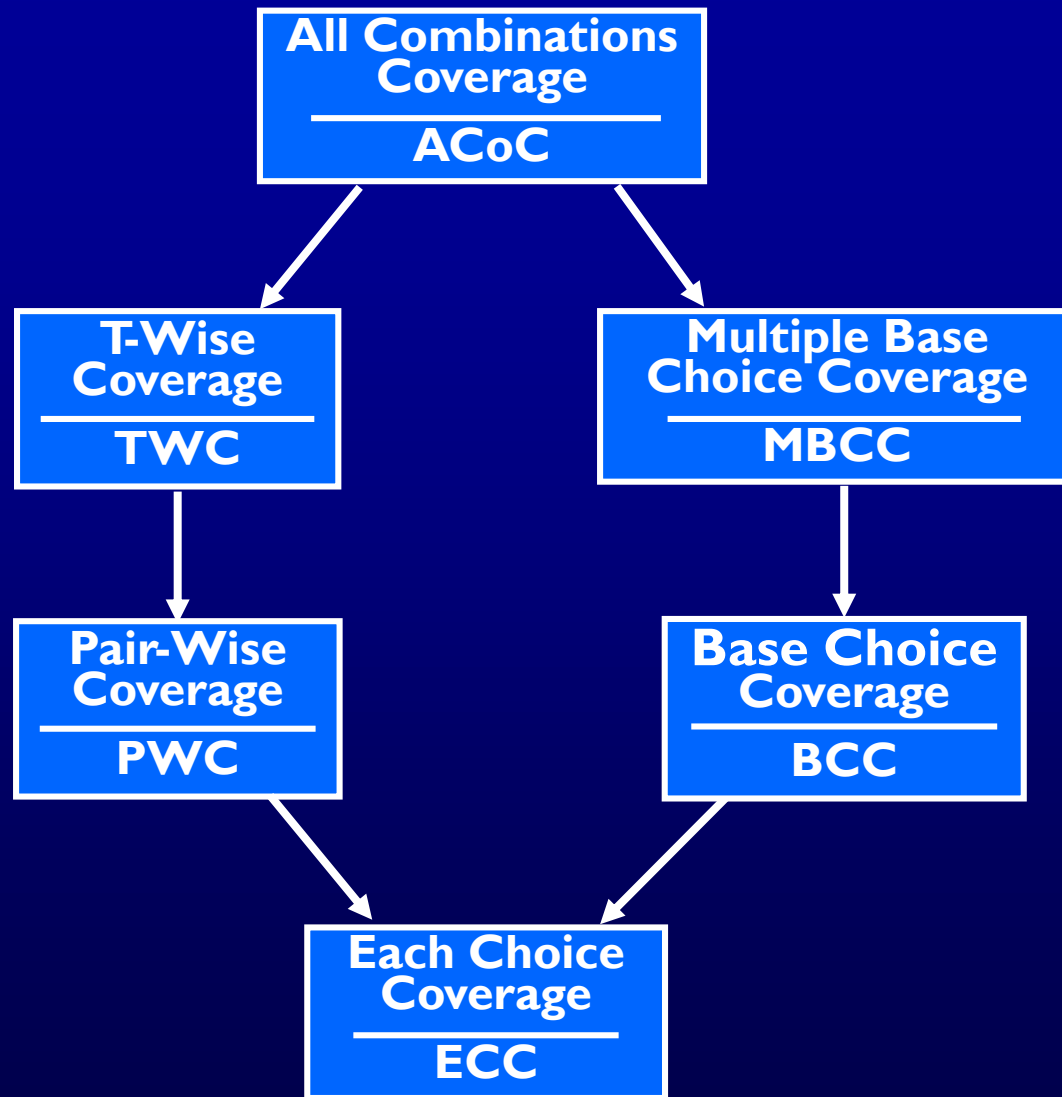 All Combinations
Coverage
ACoC
T-Wise
Coverage
TWC
Multiple Base
Choice Coverage
MBCC
Pair-Wise
Coverage
PWC
Base Choice
Coverage
BCC
Each Choice
Coverage
ECC